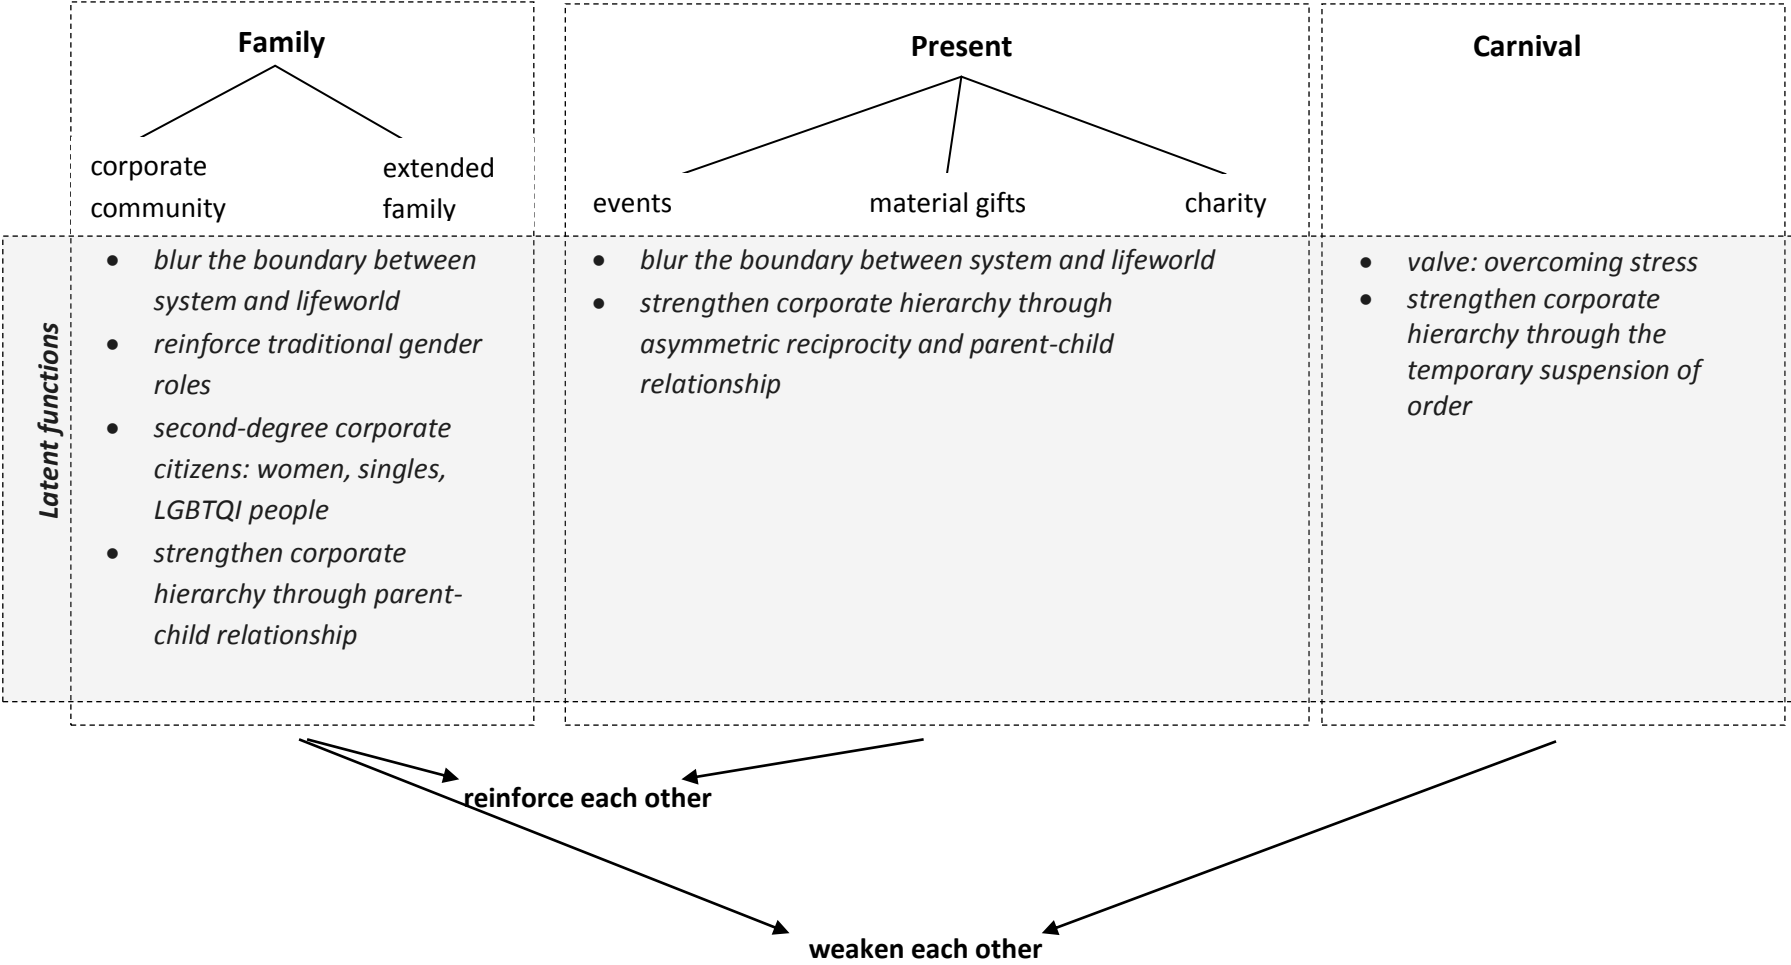 Family
corporate
community
extended
family
Present
events
material gifts
charity
Carnival
Latent functions
• blur the boundary between
system and lifeworld
• reinforce traditional gender
roles
• second-degree corporate
citizens: women, singles,
LGBTQI people
• strengthen corporate
hierarchy through parent-
child relationship
• blur the boundary between system and lifeworld
• strengthen corporate hierarchy through
asymmetric reciprocity and parent-child
relationship
• valve: overcoming stress
• strengthen corporate
hierarchy through the
temporary suspension of
order
reinforce each other
weaken each other